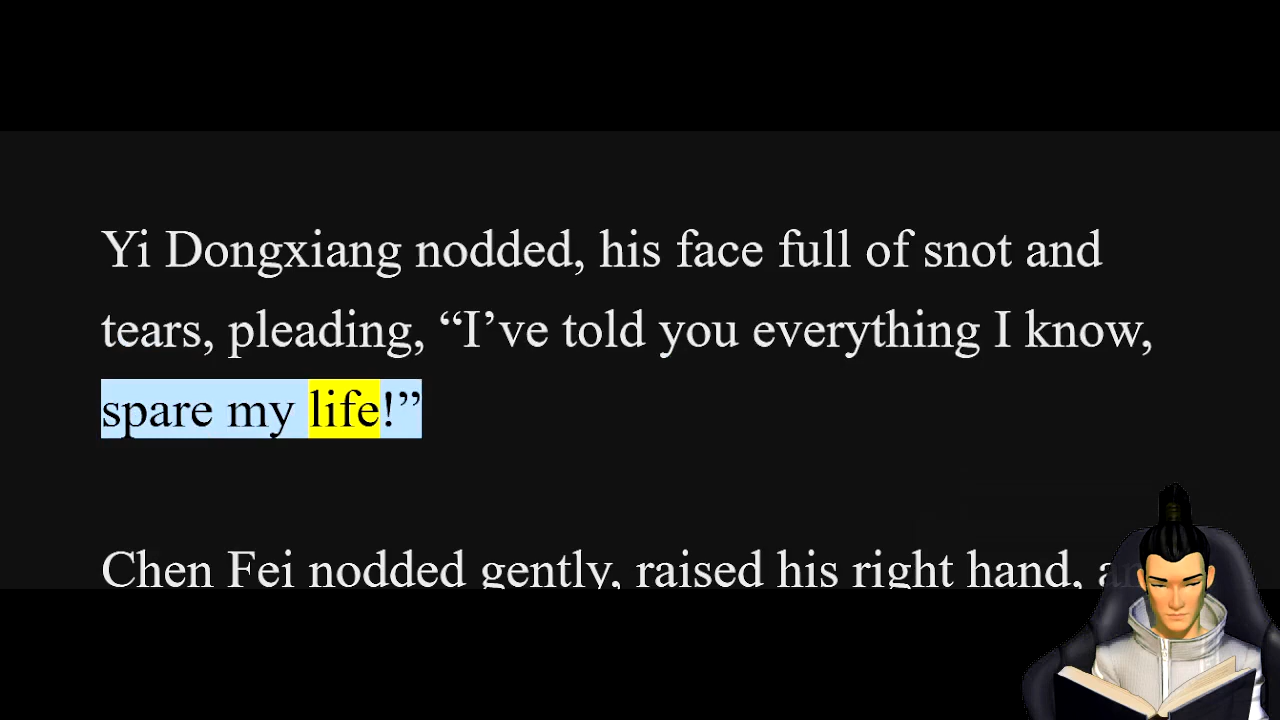 Yi Dongxiang nodded, his face full of snot and
tears, pleading, “I’ve told you everything I know,
spare my life!”
Chen Fei nodded gently, raised his right hand,